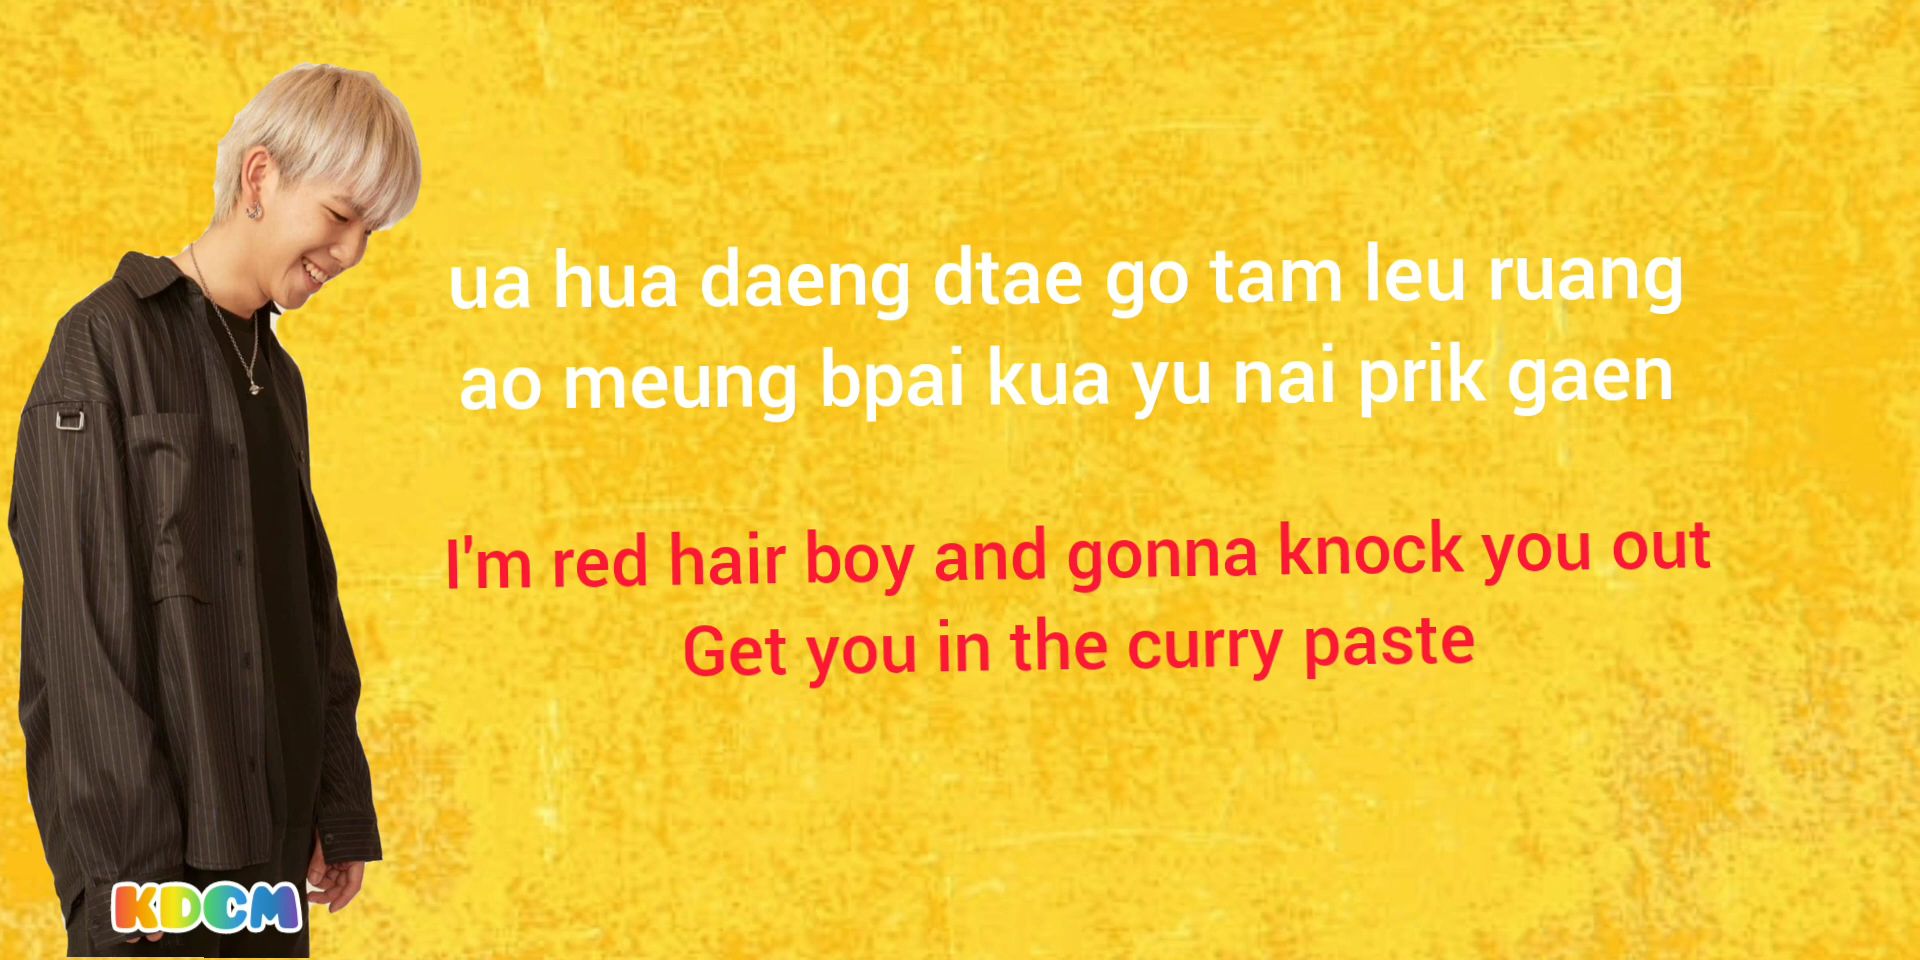 ua hua daeng dtae go tam leu ruang
ao meung bpai kua yu nai prik gaen
I'm red hair boy and gonna knock you out
Get you in the curry paste
KDCM